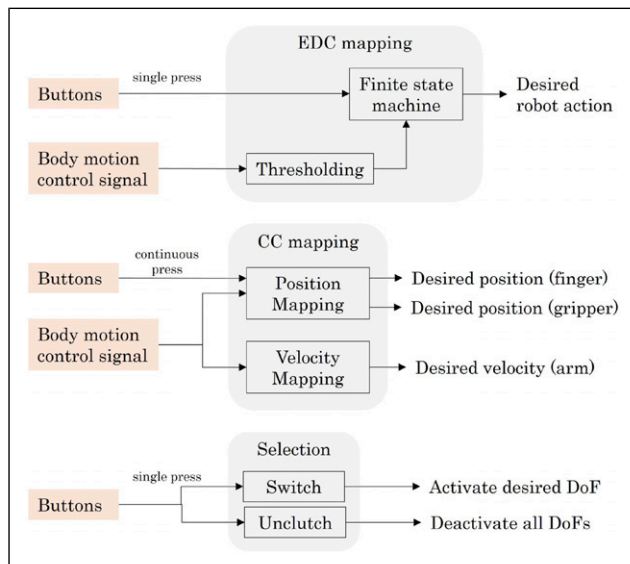 EDC mapping
single press
Buttons
Finite state
machine
Desired
robot action
Body motion
control signal
Thresholding
CC mapping
continuous
press
Buttons
Position
Mapping
Desired position (finger)
Desired position (gripper)
Body motion
control signal
Velocity
Mapping
Desired velocity (arm)
Selection
single press
Buttons
Switch
Activate desired DoF
Unclutch
Deactivate all DoFs